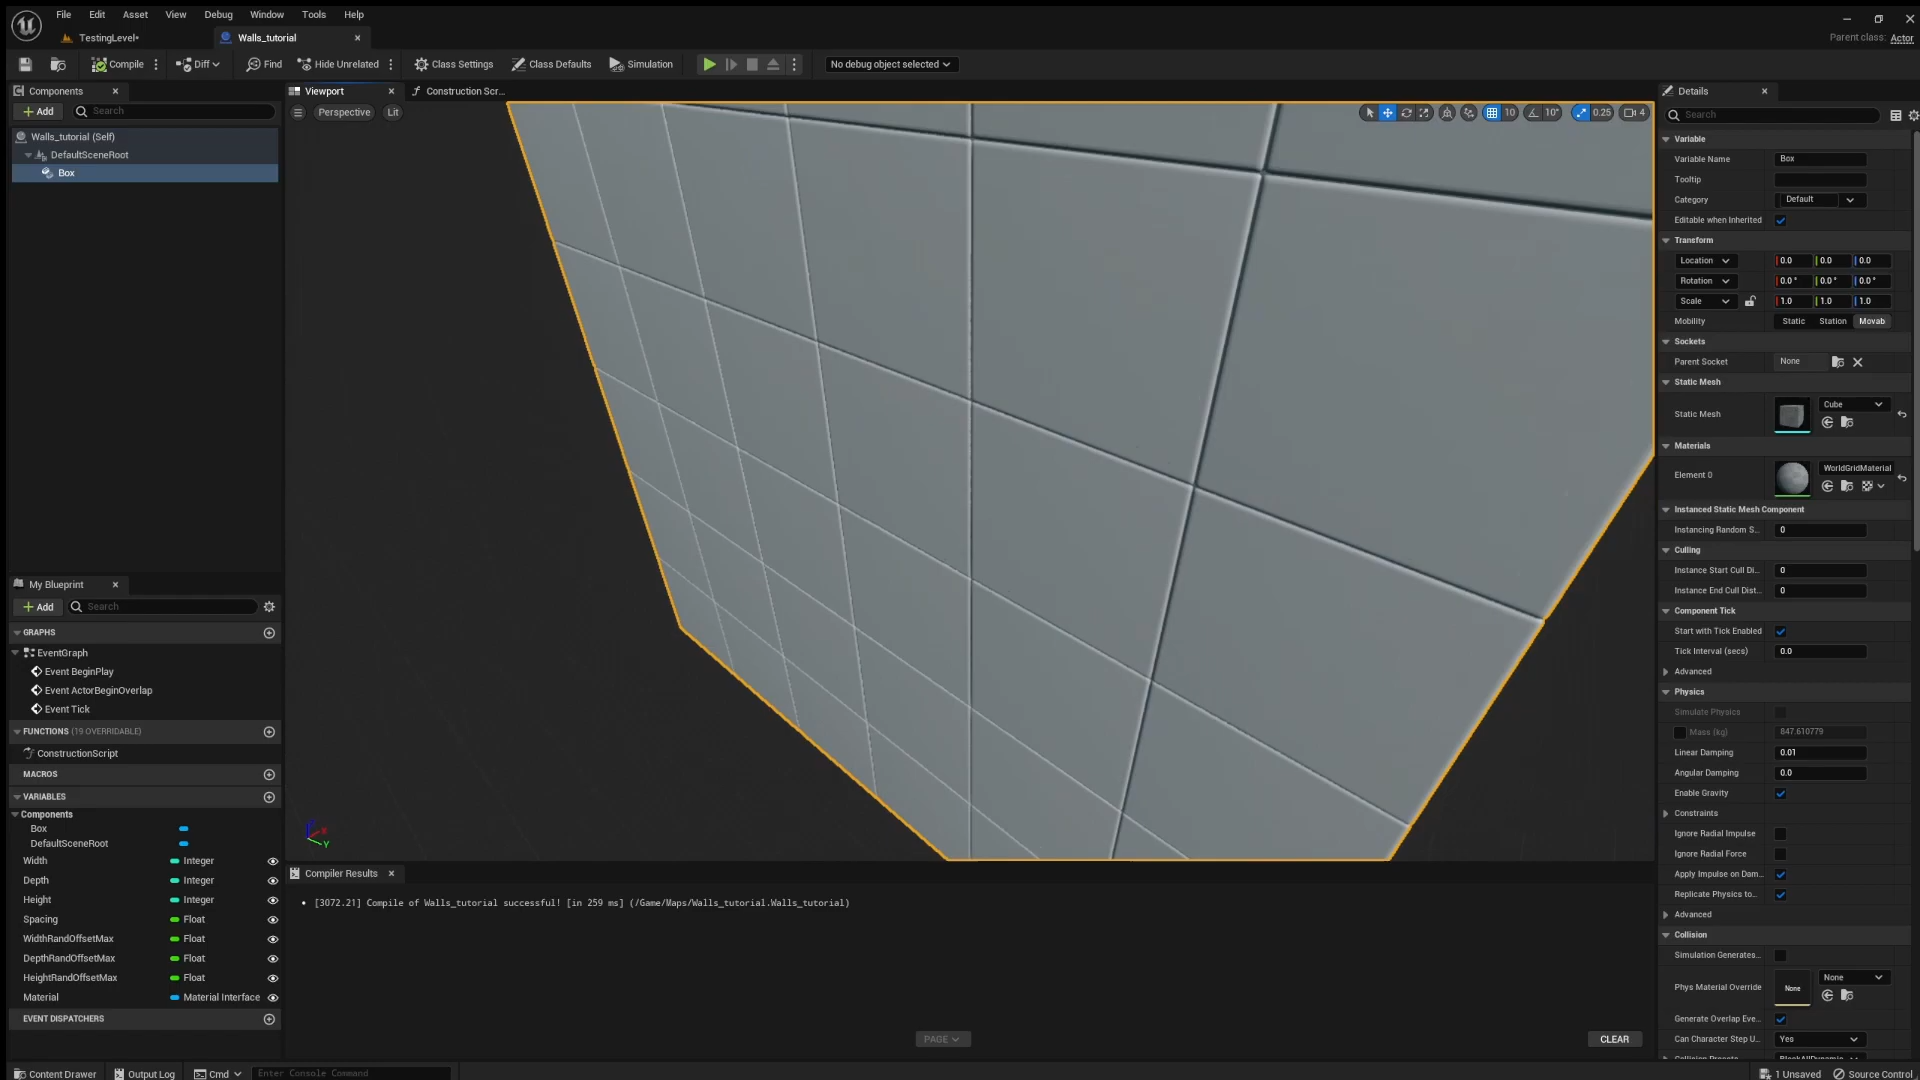 File Edit Asset View Debug Window Tools Help
TestingLevel*
Walls_tutorial
Parent class: Actor
Compile
Diff
Find
Hide Unrelated
Class Settings
Class Defaults
Simulation
No debug object selected
Components
Add
Search
Walls_tutorial (Self)
DefaultSceneRoot
Box
My Blueprint
Add
Search
GRAPHS
EventGraph
Event BeginPlay
Event ActorBeginOverlap
Event Tick
FUNCTIONS (19 OVERRIDABLE)
ConstructionScript
MACROS
VARIABLES
Components
Box
DefaultSceneRoot
Width Integer
Depth Integer
Height Integer
Spacing Float
WidthRandOffsetMax Float
DepthRandOffsetMax Float
HeightRandOffsetMax Float
Material Material Interface
EVENT DISPATCHERS
Viewport
Construction Scr...
Perspective
Lit
10
10°
0.25
4
X
Y
Compiler Results
[3072.21] Compile of Walls_tutorial successful! [in 259 ms] (/Game/Maps/Walls_tutorial.Walls_tutorial)
PAGE
CLEAR
Details
Search
Variable
Variable Name Box
Tooltip
Category Default
Editable when Inherited
Transform
Location 0.0 0.0 0.0
Rotation 0.0° 0.0° 0.0°
Scale 1.0 1.0 1.0
Mobility Static Station Movab
Sockets
Parent Socket None
Static Mesh
Static Mesh Cube
Materials
Element 0 WorldGridMaterial
Instanced Static Mesh Component
Instancing Random S... 0
Culling
Instance Start Cull Di... 0
Instance End Cull Dist... 0
Component Tick
Start with Tick Enabled
Tick Interval (secs) 0.0
Advanced
Physics
Simulate Physics
Mass (kg) 847.610779
Linear Damping 0.01
Angular Damping 0.0
Enable Gravity
Constraints
Ignore Radial Impulse
Ignore Radial Force
Apply Impulse on Dam...
Replicate Physics to...
Advanced
Collision
Simulation Generates...
Phys Material Override None None
Generate Overlap Eve...
Can Character Step U... Yes
Content Drawer
Output Log
Cmd
Enter Console Command
1 Unsaved
Source Control